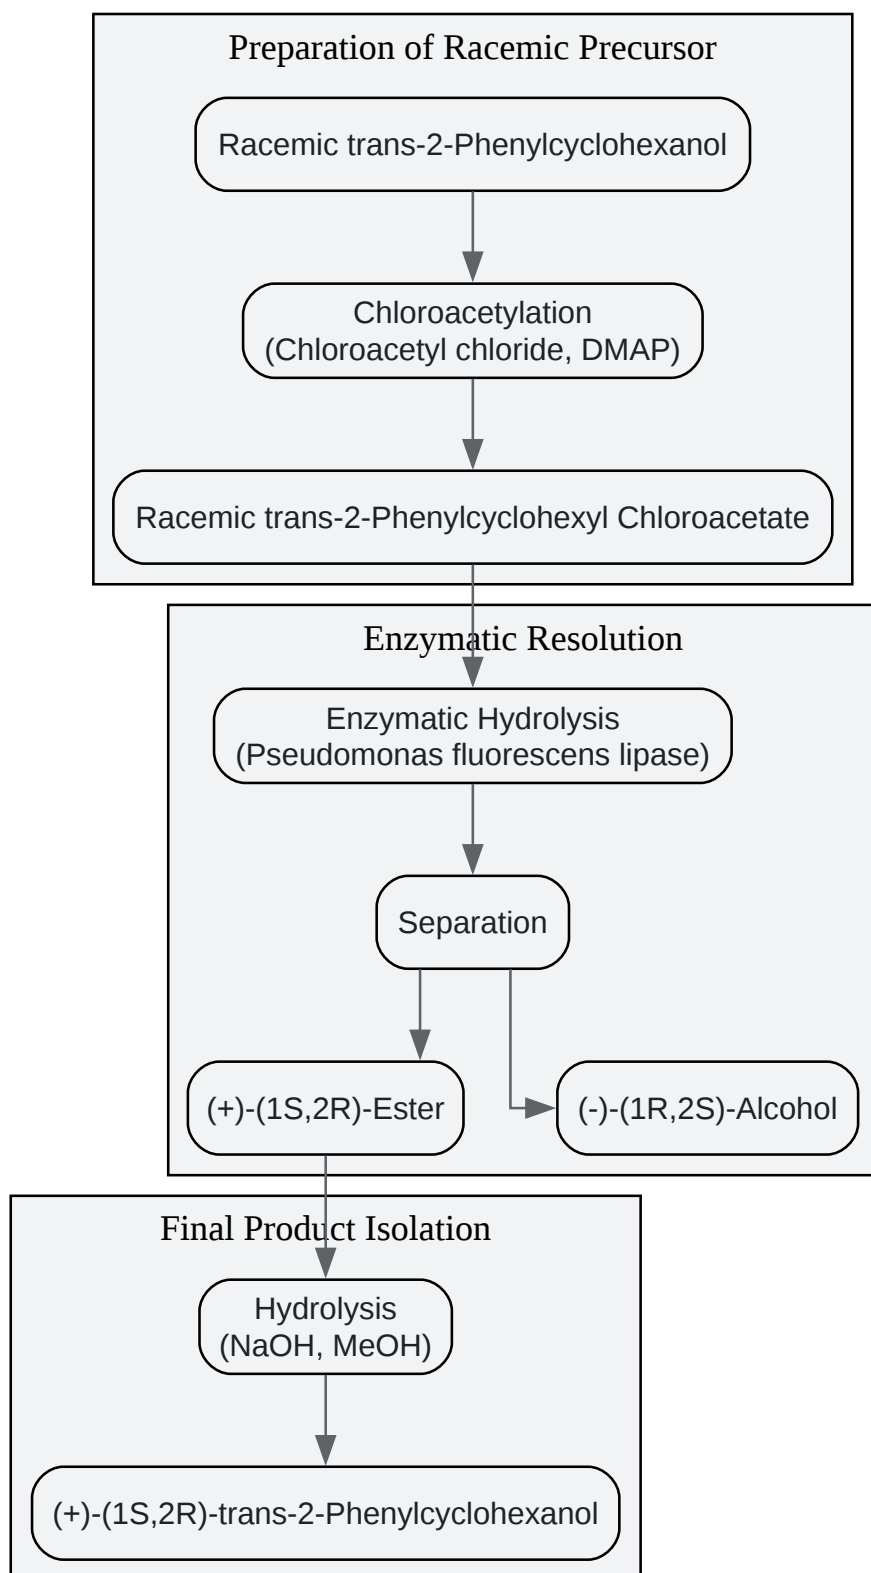 Preparation of Racemic Precursor
Racemic trans-2-Phenylcyclohexanol
Chloroacetylation
(Chloroacetyl chloride, DMAP)
Racemic trans-2-Phenylcyclohexyl Chloroacetate
Enzymatic Resolution
Enzymatic Hydrolysis
(Pseudomonas fluorescens lipase)
Separation
(+)-(1S,2R)-Ester
(-)-(1R,2S)-Alcohol
Final Product Isolation
Hydrolysis
(NaOH, MeOH)
(+)-(1S,2R)-trans-2-Phenylcyclohexanol